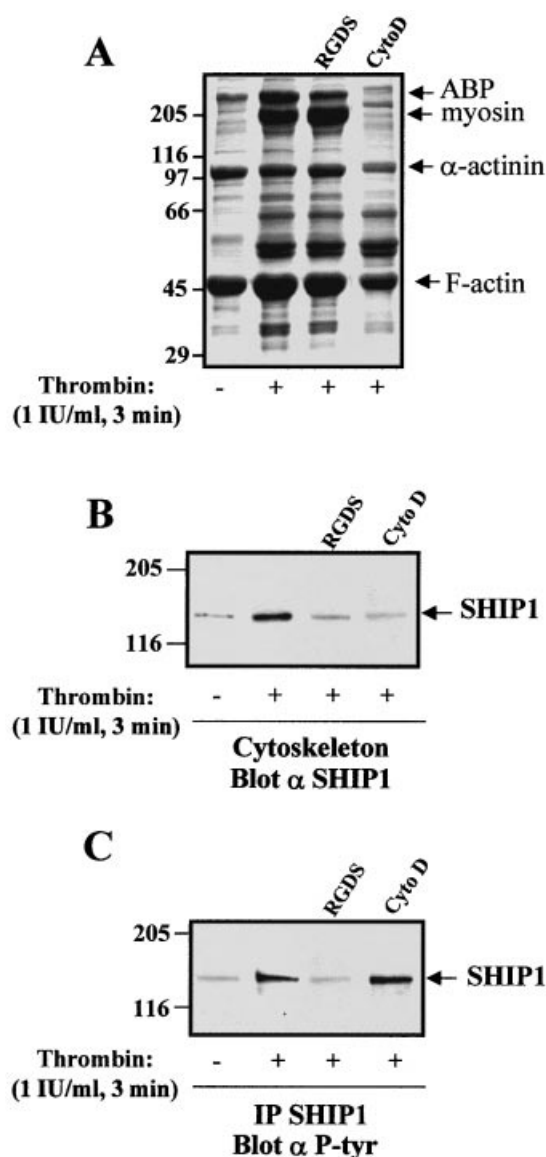 A
RGDS
CytoD
ABP
205
myosin
116
α-actinin
97
66
45
F-actin
29
Thrombin: - + + +
(1 IU/ml, 3 min)
B
RGDS
Cyto D
205
SHIP1
116
Thrombin: - + + +
(1 IU/ml, 3 min)
Cytoskeleton
Blot α SHIP1
C
RGDS
Cyto D
205
SHIP1
116
Thrombin: - + + +
(1 IU/ml, 3 min)
IP SHIP1
Blot α P-tyr